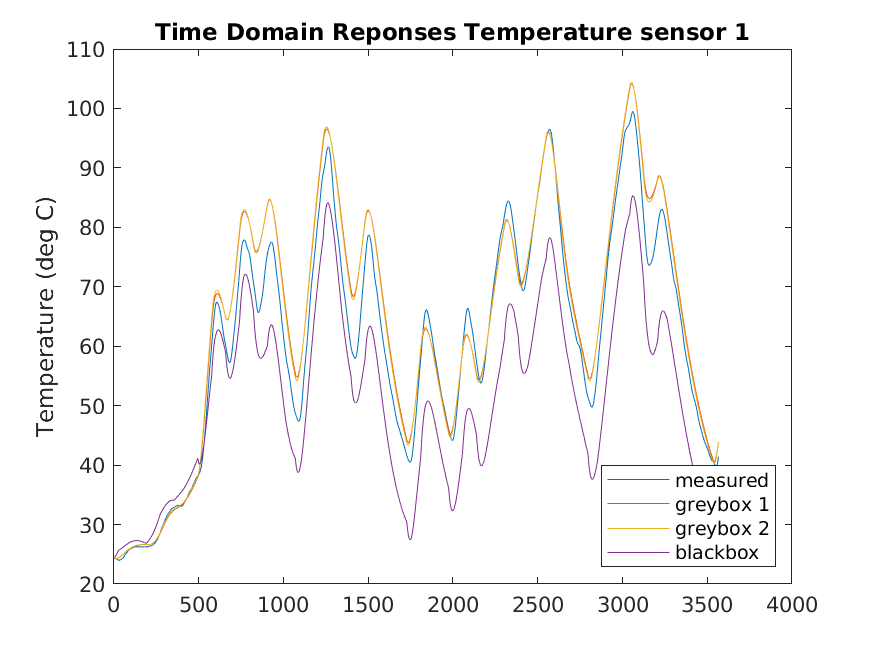 Time Domain Reponses Temperature sensor 1
110
100
90
80
70
60
50
40
30
20
Temperature (deg C)
measured
greybox 1
greybox 2
blackbox
0 500 1000 1500 2000 2500 3000 3500 4000